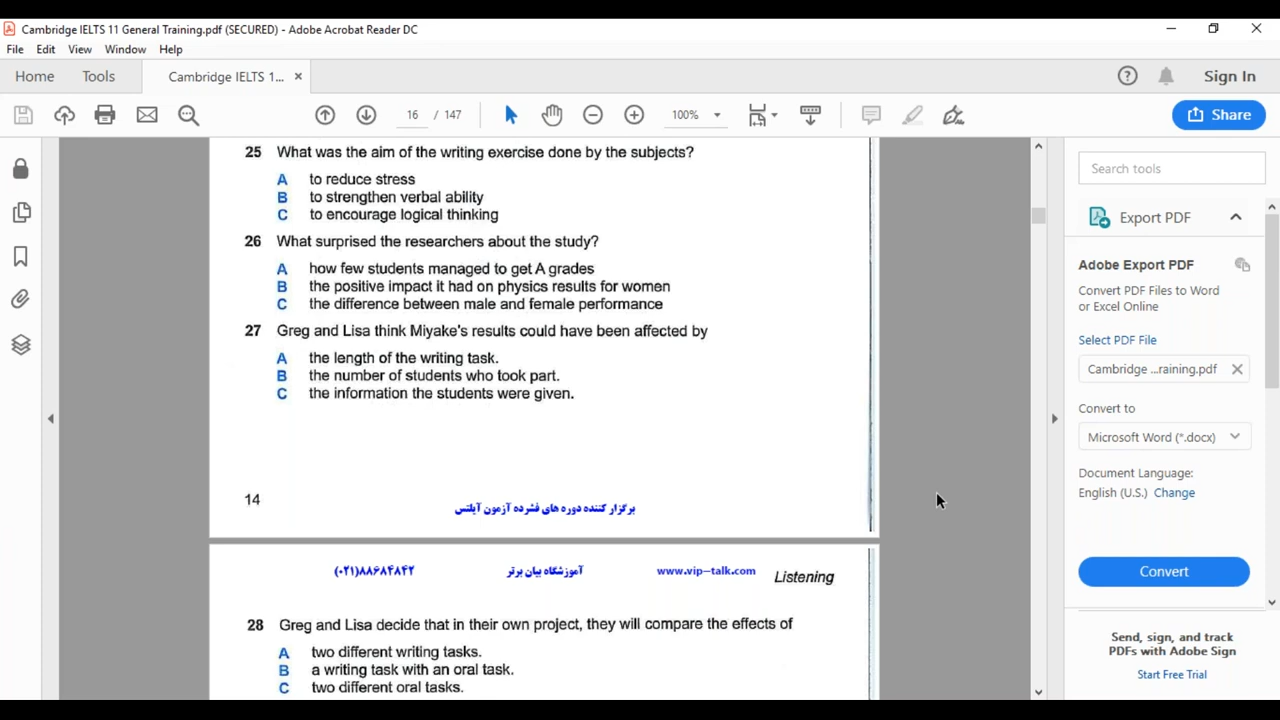 Cambridge IELTS 11 General Training.pdf (SECURED) - Adobe Acrobat Reader DC
File Edit View Window Help
Home Tools Cambridge IELTS 1... × Sign In
16 / 147 100% Share
25 What was the aim of the writing exercise done by the subjects?
A to reduce stress
B to strengthen verbal ability
C to encourage logical thinking
26 What surprised the researchers about the study?
A how few students managed to get A grades
B the positive impact it had on physics results for women
C the difference between male and female performance
27 Greg and Lisa think Miyake's results could have been affected by
A the length of the writing task.
B the number of students who took part.
C the information the students were given.
14
برگزار کننده دوره های فشرده آزمون آیلتس
(۰۲۱)۸۸۶۸۴۸۴۲ آموزشگاه بیان برتر www.vip-talk.com Listening
28 Greg and Lisa decide that in their own project, they will compare the effects of
A two different writing tasks.
B a writing task with an oral task.
C two different oral tasks.
Search tools
Export PDF
Adobe Export PDF
Convert PDF Files to Word
or Excel Online
Select PDF File
Cambridge ...raining.pdf
Convert to
Microsoft Word (*.docx)
Document Language:
English (U.S.) Change
Convert
Send, sign, and track
PDFs with Adobe Sign
Start Free Trial